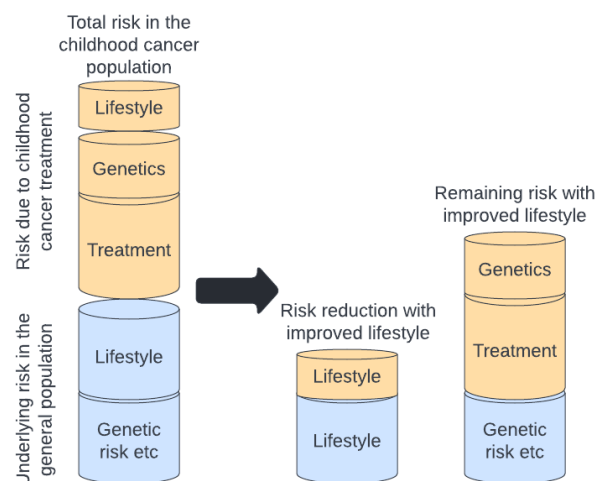 Total risk in the
childhood cancer
population
Risk due to childhood
cancer treatment
Lifestyle
Genetics
Treatment
Underlying risk in the
general population
Lifestyle
Genetic
risk etc
Risk reduction with
improved lifestyle
Lifestyle
Lifestyle
Remaining risk with
improved lifestyle
Genetics
Treatment
Genetic
risk etc